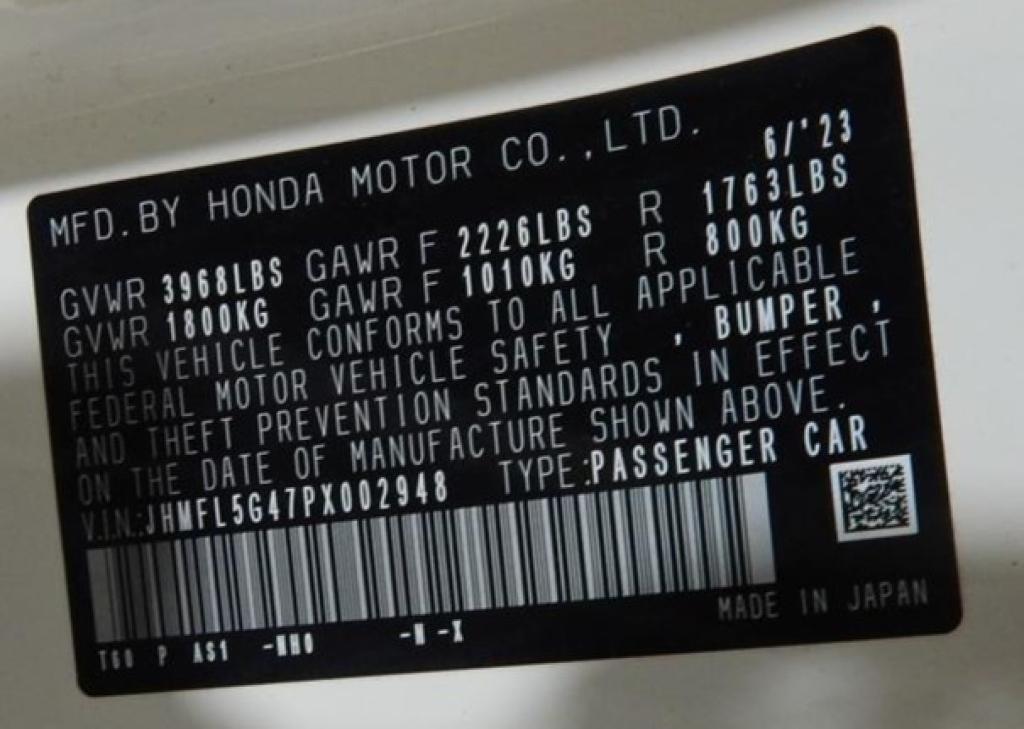 MFD.BY HONDA MOTOR CO.,LTD. 6/'23
GVWR 3968LBS GAWR F 2226LBS R 1763LBS
GVWR 1800KG GAWR F 1010KG R 800KG
THIS VEHICLE CONFORMS TO ALL APPLICABLE
FEDERAL MOTOR VEHICLE SAFETY , BUMPER ,
AND THEFT PREVENTION STANDARDS IN EFFECT
ON THE DATE OF MANUFACTURE SHOWN ABOVE.
V.I.N.:JHMFL5G47PX002948 TYPE:PASSENGER CAR
MADE IN JAPAN
P AS1